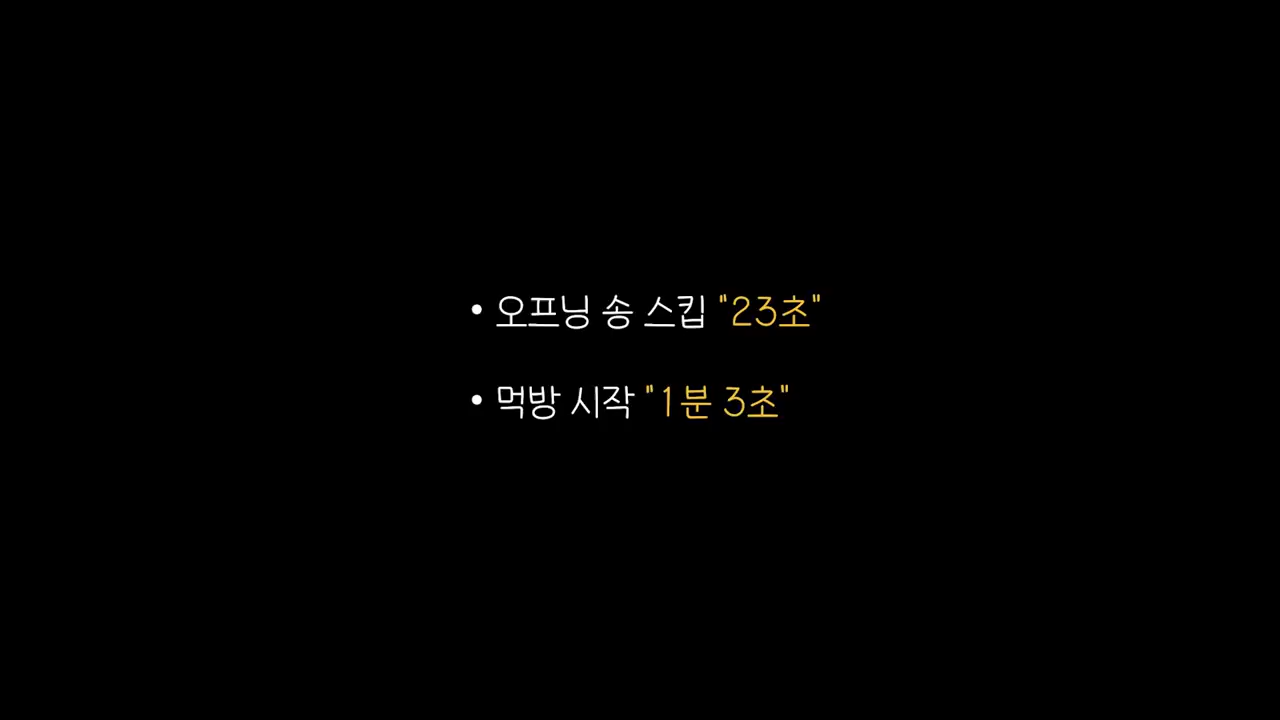 • 오프닝 송 스킵 "23초"
• 먹방 시작 "1분 3초"